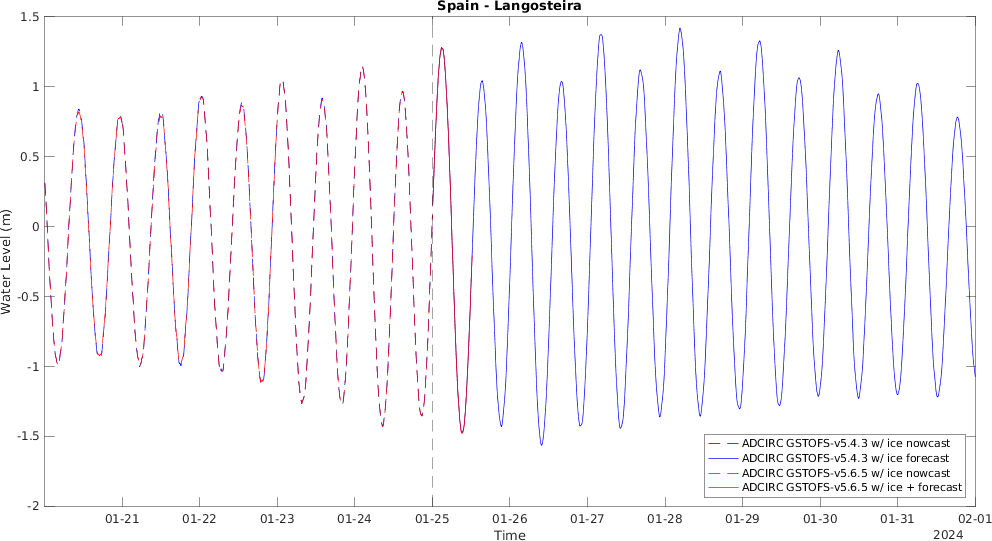 Spain - Langosteira
1.5
1
0.5
0
-0.5
-1
-1.5
-2
Water Level (m)
ADCIRC GSTOFS-v5.4.3 w/ ice nowcast
ADCIRC GSTOFS-v5.4.3 w/ ice forecast
ADCIRC GSTOFS-v5.6.5 w/ ice nowcast
ADCIRC GSTOFS-v5.6.5 w/ ice + forecast
01-21 01-22 01-23 01-24 01-25 01-26 01-27 01-28 01-29 01-30 01-31 02-01
Time
2024